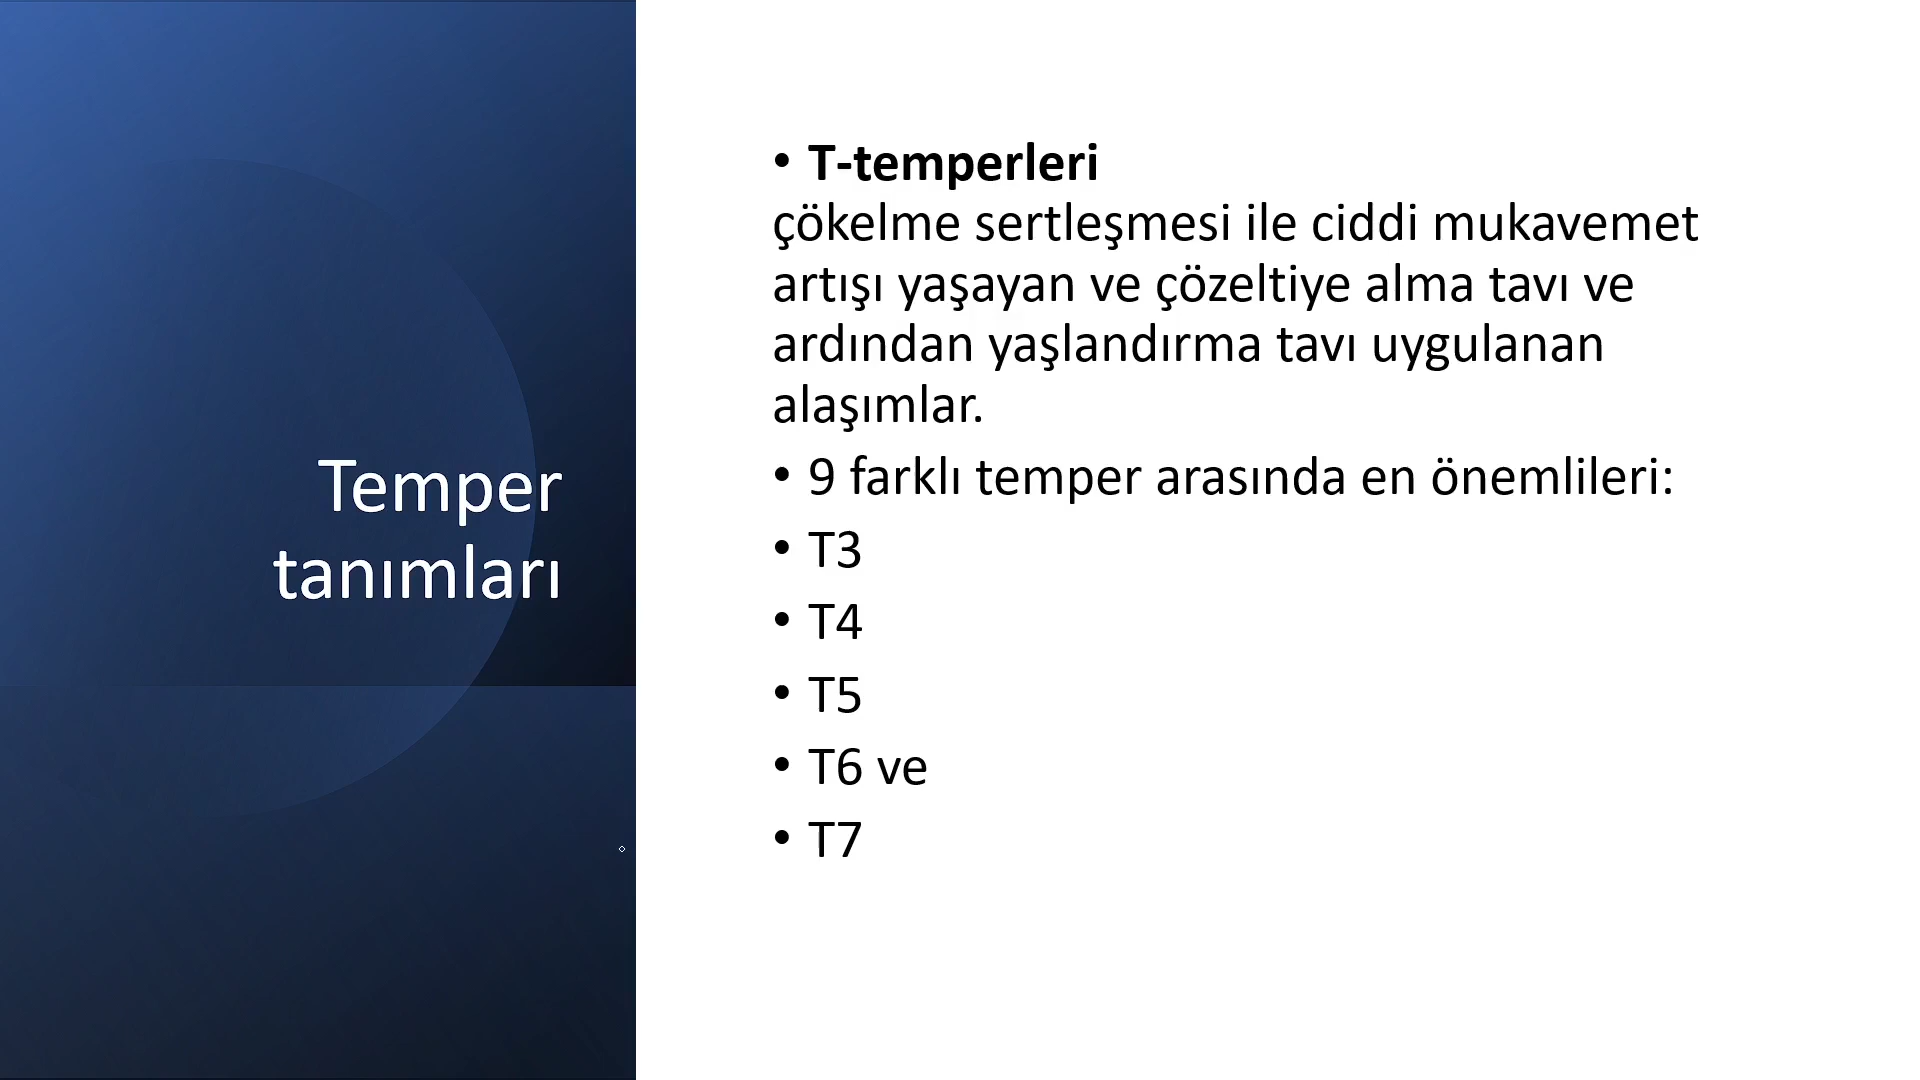 Temper
tanımları
• T-temperleri
çökelme sertleşmesi ile ciddi mukavemet
artışı yaşayan ve çözeltiye alma tavı ve
ardından yaşlandırma tavı uygulanan
alaşımlar.
• 9 farklı temper arasında en önemlileri:
• T3
• T4
• T5
• T6 ve
• T7